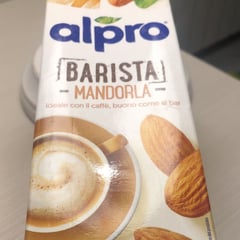 alpro
BARISTA
MANDORLA
Ideale con il caffè, buono come al bar